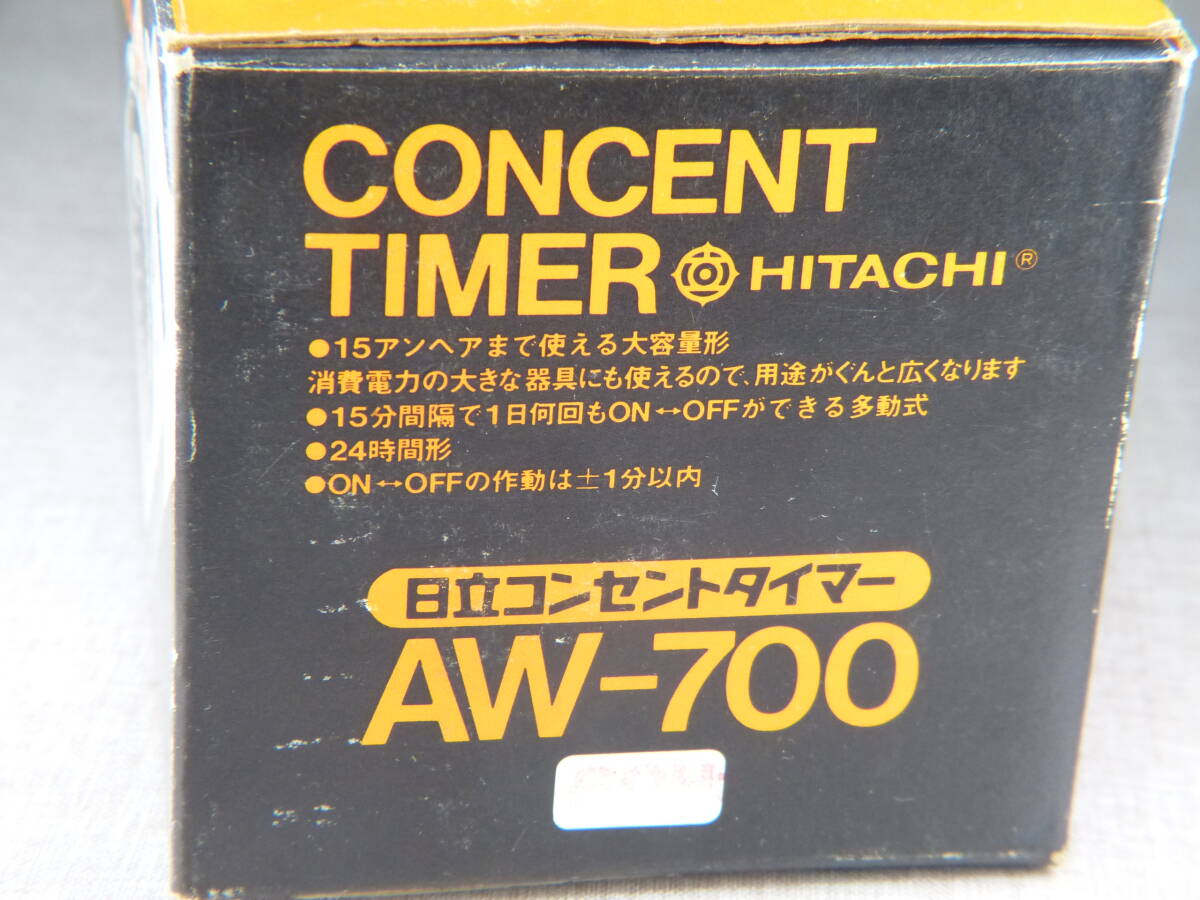 CONCENT
TIMER HITACHI®
●15アンペアまで使える大容量形
消費電力の大きな器具にも使えるので、用途がぐんと広くなります
●15分間隔で1日何回もON↔OFFができる多動式
●24時間形
●ON↔OFFの作動は±1分以内
日立コンセントタイマー
AW-700